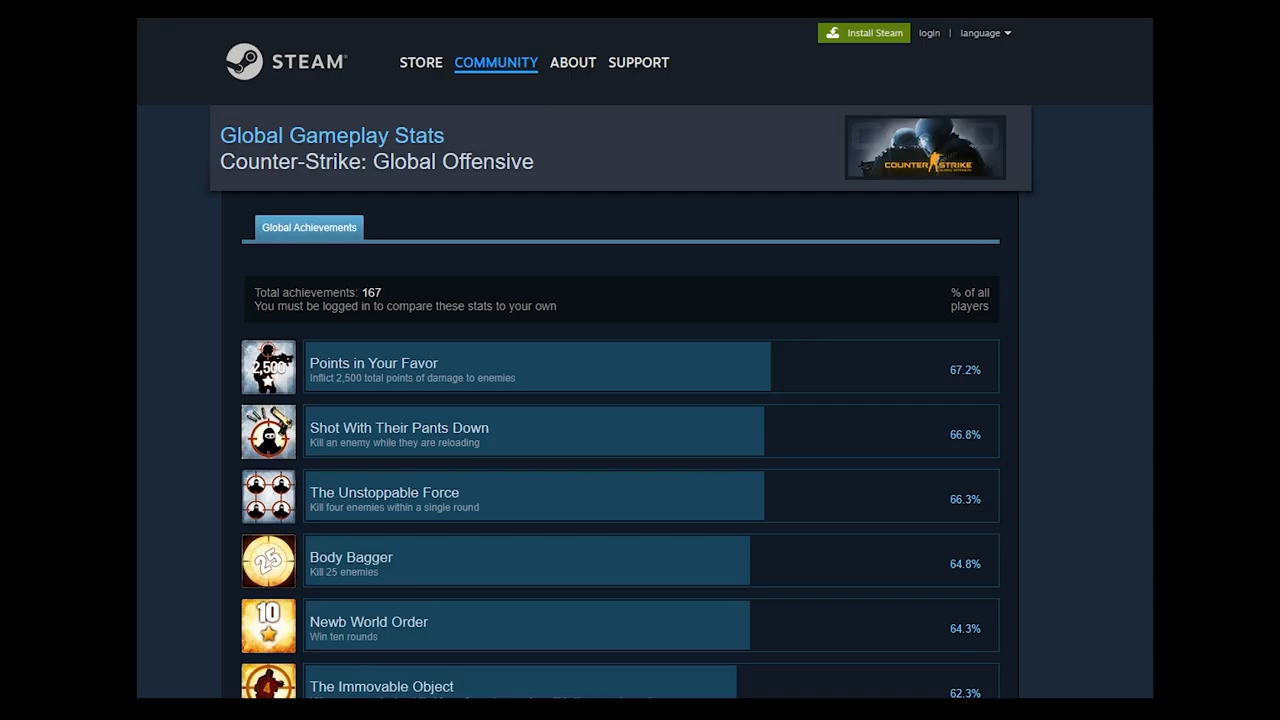 Install Steam login | language
STEAM
STORE COMMUNITY ABOUT SUPPORT
Global Gameplay Stats
Counter-Strike: Global Offensive
COUNTER STRIKE
Global Achievements
Total achievements: 167
You must be logged in to compare these stats to your own
% of all
players
2,500
Points in Your Favor
Inflict 2,500 total points of damage to enemies
67.2%
Shot With Their Pants Down
Kill an enemy while they are reloading
66.8%
The Unstoppable Force
Kill four enemies within a single round
66.3%
25
Body Bagger
Kill 25 enemies
64.8%
10
Newb World Order
Win ten rounds
64.3%
4
The Immovable Object
62.3%